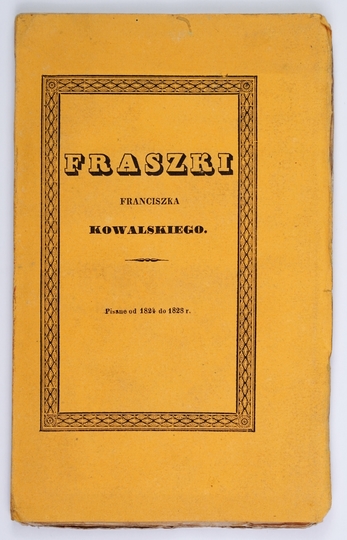 FRASZKI
FRANCISZKA
KOWALSKIEGO.
Pisane od 1824 do 1828 r.